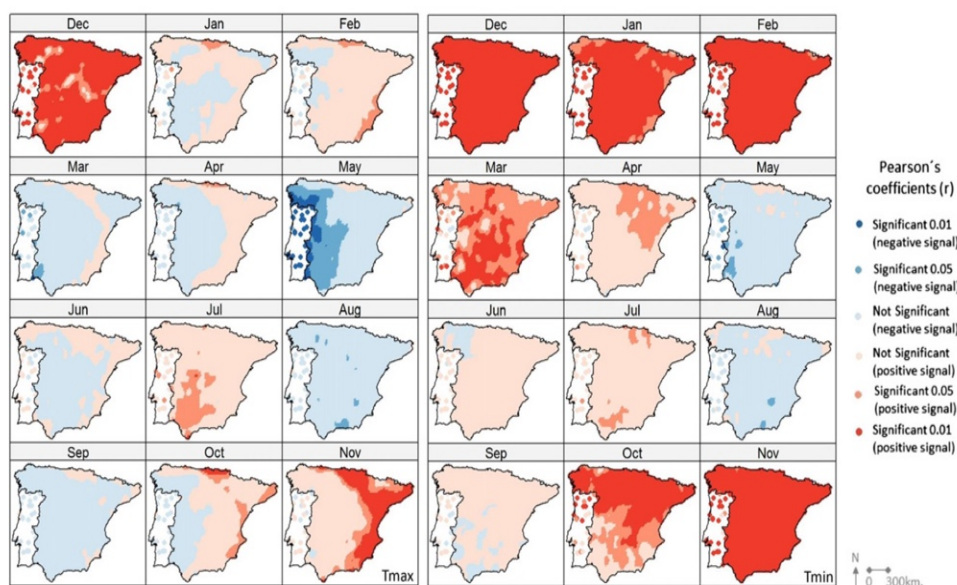 Dec Jan Feb Dec Jan Feb
Mar Apr May Mar Apr May
Jun Jul Aug Jun Jul Aug
Sep Oct Nov Sep Oct Nov
Tmax Tmin
Pearson´s
coefficients (r)
Significant 0.01
(negative signal)
Significant 0.05
(negative signal)
Not Significant
(negative signal)
Not Significant
(positive signal)
Significant 0.05
(positive signal)
Significant 0.01
(positive signal)
N
0 300km.